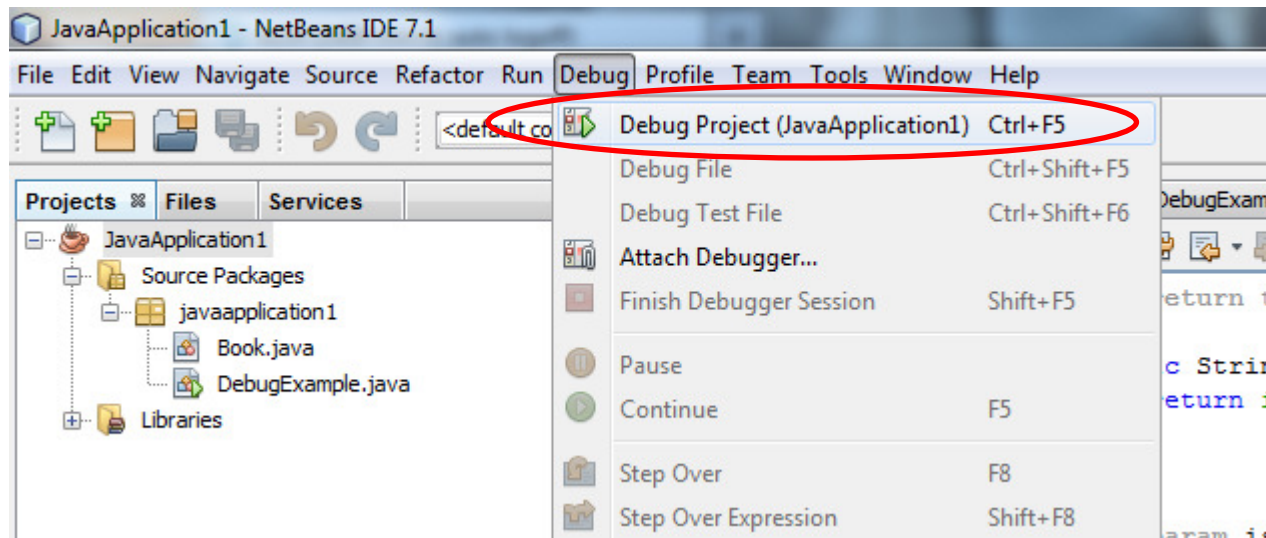 JavaApplication1 - NetBeans IDE 7.1
File Edit View Navigate Source Refactor Run Debug Profile Team Tools Window Help
<default co
Debug Project (JavaApplication1) Ctrl+F5
Debug File Ctrl+Shift+F5
Debug Test File Ctrl+Shift+F6
Attach Debugger...
Finish Debugger Session Shift+F5
Pause
Continue F5
Step Over F8
Step Over Expression Shift+F8
Projects Files Services
JavaApplication1
Source Packages
javaapplication1
Book.java
DebugExample.java
Libraries
DebugExam
eturn
c Strin
eturn